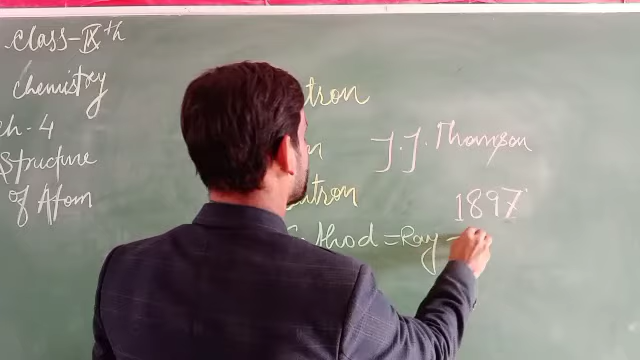 Class-IXth
Chemistry
Ch. 4
Structure
of Atom
tron
J.J. Thomson
tron
1897
thod = Ray -